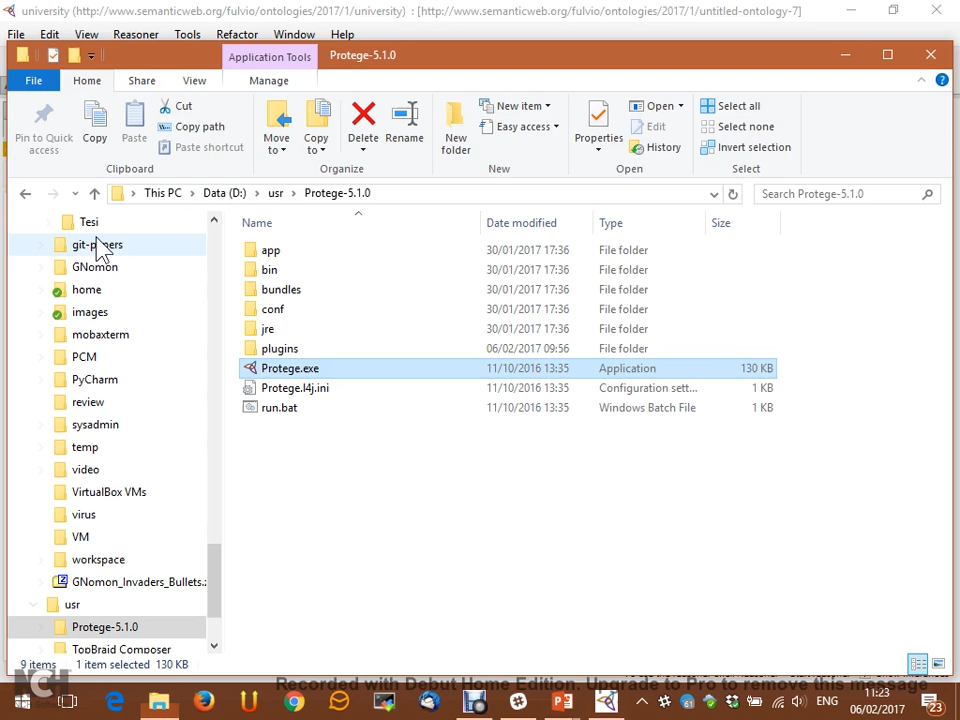 university (http://www.semanticweb.org/fulvio/ontologies/2017/1/university) : [http://www.semanticweb.org/fulvio/ontologies/2017/1/untitled-ontology-7]
File Edit View Reasoner Tools Refactor Window Help
Application Tools Protege-5.1.0
File Home Share View Manage
Pin to Quick access
Copy
Paste
Cut
Copy path
Paste shortcut
Clipboard
Move to
Copy to
Delete
Rename
Organize
New folder
New item
Easy access
New
Properties
Open
Edit
History
Open
Select all
Select none
Invert selection
Select
This PC Data (D:) usr Protege-5.1.0
Search Protege-5.1.0
Tesi
GNomon
home
images
mobaxterm
PCM
PyCharm
review
sysadmin
temp
video
VirtualBox VMs
virus
VM
workspace
GNomon_Invaders_Bullets.
usr
Protege-5.1.0
TopBraid Composer
Name Date modified Type Size
app 30/01/2017 17:36 File folder
bin 30/01/2017 17:36 File folder
bundles 30/01/2017 17:36 File folder
conf 30/01/2017 17:36 File folder
jre 30/01/2017 17:36 File folder
plugins 06/02/2017 09:56 File folder
Protege.exe 11/10/2016 13:35 Application 130 KB
Protege.l4j.ini 11/10/2016 13:35 Configuration sett... 1 KB
run.bat 11/10/2016 13:35 Windows Batch File 1 KB
9 items 1 item selected 130 KB
NCH
Recorded with Debut Home Edition. Upgrade to Pro to remove this message
61
ENG
11:23
06/02/2017
23